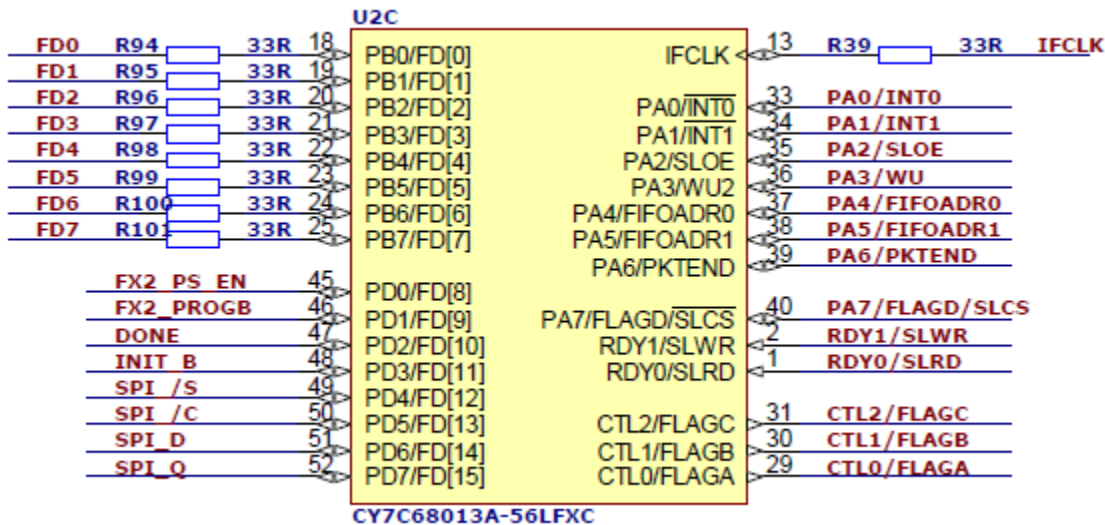 U2C
FD0 R94 33R 18 PB0/FD[0] IFCLK 13 R39 33R IFCLK
FD1 R95 33R 19 PB1/FD[1]
FD2 R96 33R 20 PB2/FD[2] PA0/INT0 33 PA0/INT0
FD3 R97 33R 21 PB3/FD[3] PA1/INT1 34 PA1/INT1
FD4 R98 33R 22 PB4/FD[4] PA2/SLOE 35 PA2/SLOE
FD5 R99 33R 23 PB5/FD[5] PA3/WU2 36 PA3/WU
FD6 R100 33R 24 PB6/FD[6] PA4/FIFOADR0 37 PA4/FIFOADR0
FD7 R101 33R 25 PB7/FD[7] PA5/FIFOADR1 38 PA5/FIFOADR1
PA6/PKTEND 39 PA6/PKTEND
FX2_PS_EN 45 PD0/FD[8]
FX2_PROGB 46 PD1/FD[9] PA7/FLAGD/SLCS 40 PA7/FLAGD/SLCS
DONE 47 PD2/FD[10] RDY1/SLWR 2 RDY1/SLWR
INIT_B 48 PD3/FD[11] RDY0/SLRD 1 RDY0/SLRD
SPI_/S 49 PD4/FD[12]
SPI_/C 50 PD5/FD[13] CTL2/FLAGC 31 CTL2/FLAGC
SPI_D 51 PD6/FD[14] CTL1/FLAGB 30 CTL1/FLAGB
SPI_Q 52 PD7/FD[15] CTL0/FLAGA 29 CTL0/FLAGA
CY7C68013A-56LFXC